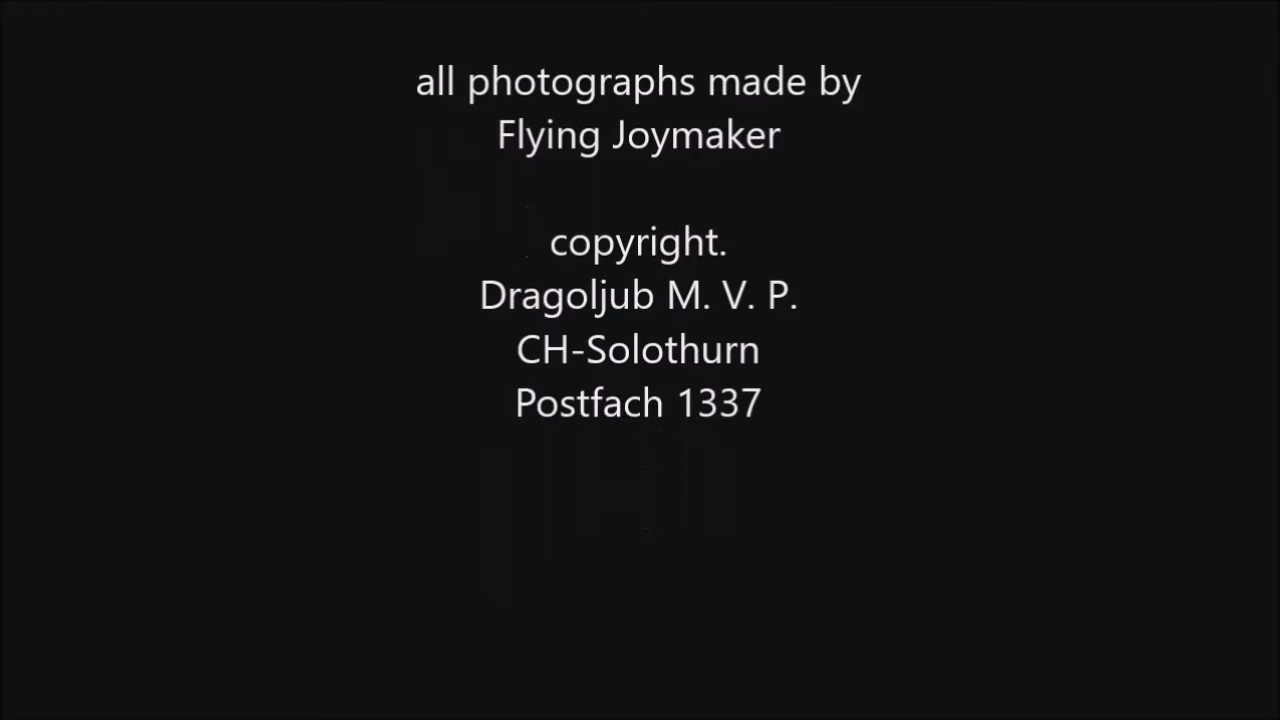 all photographs made by
Flying Joymaker
copyright.
Dragoljub M. V. P.
CH-Solothurn
Postfach 1337